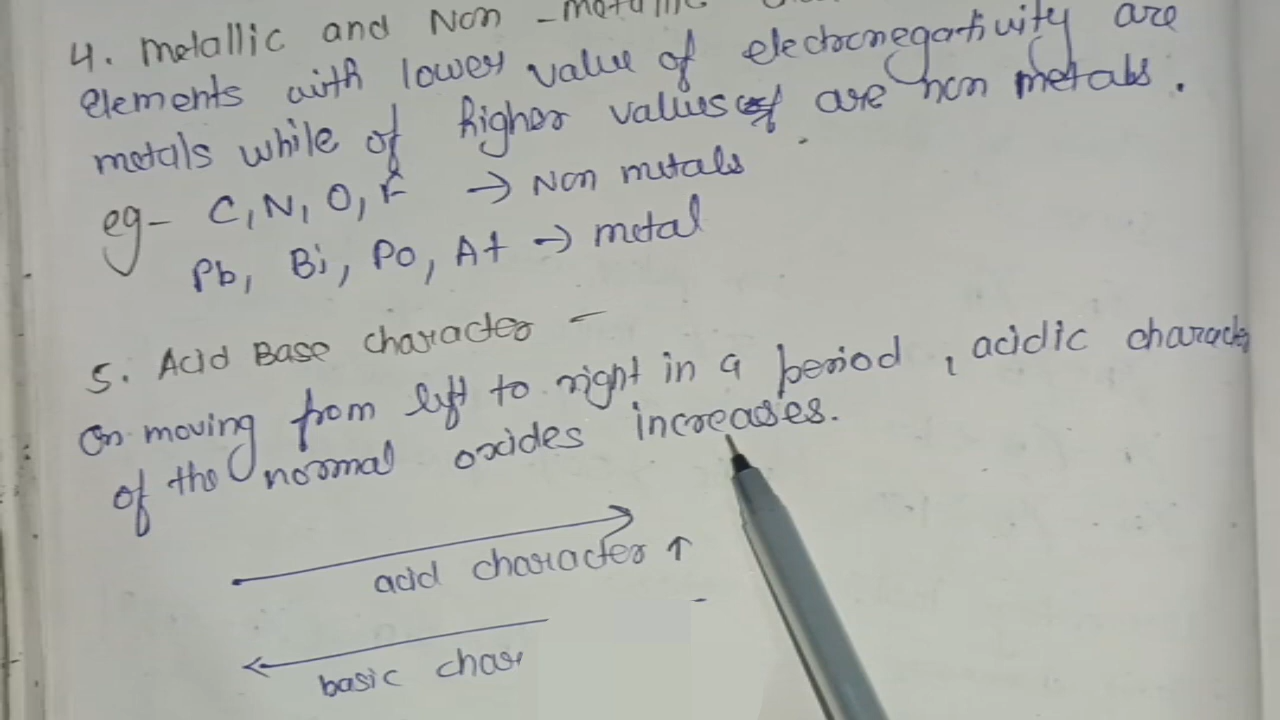 4. Metallic and Non - metallic
elements with lower value of electronegativity are
metals while of higher values of are non metals.
eg- C, N, O, F → Non metals
Pb, Bi, Po, At → metal
5. Acid Base character -
On moving from left to right in a period, acidic charact
of the normal oxides increases.
acid character ↑
basic char